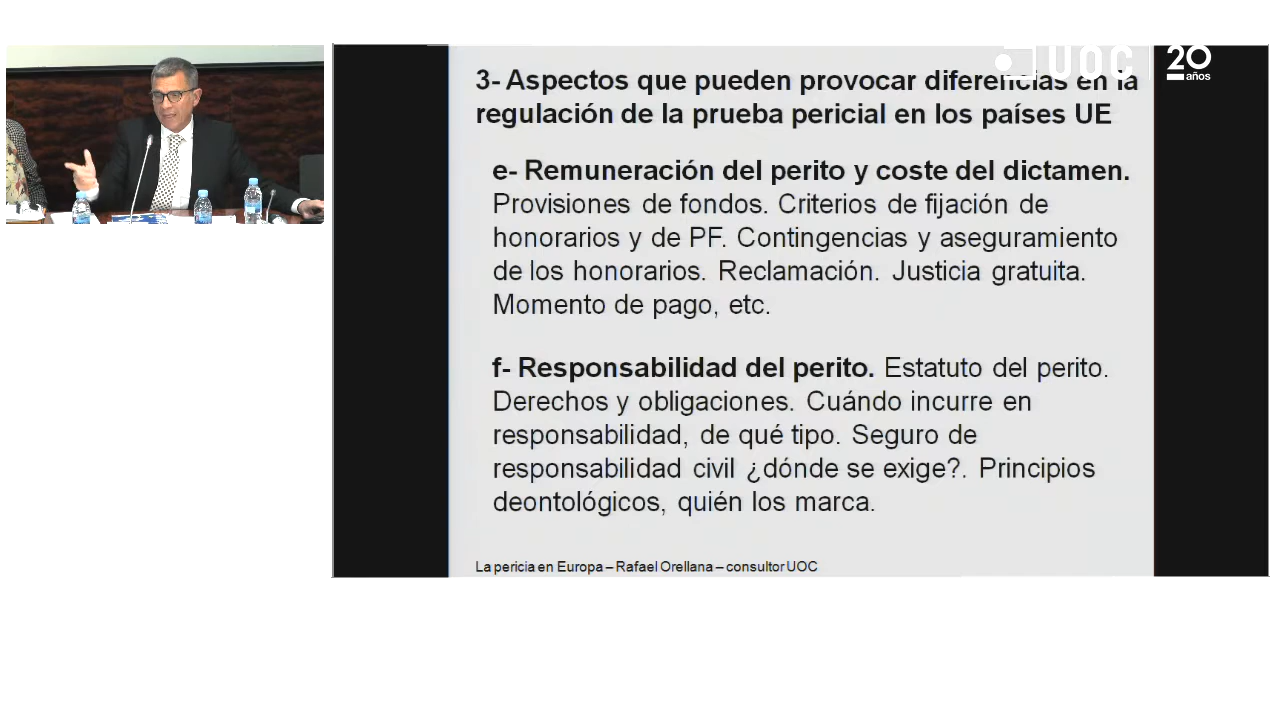 UOC
20
años
3- Aspectos que pueden provocar diferencias en la
regulación de la prueba pericial en los países UE
e- Remuneración del perito y coste del dictamen.
Provisiones de fondos. Criterios de fijación de
honorarios y de PF. Contingencias y aseguramiento
de los honorarios. Reclamación. Justicia gratuita.
Momento de pago, etc.
f- Responsabilidad del perito. Estatuto del perito.
Derechos y obligaciones. Cuándo incurre en
responsabilidad, de qué tipo. Seguro de
responsabilidad civil ¿dónde se exige?. Principios
deontológicos, quién los marca.
La pericia en Europa – Rafael Orellana – consultor UOC